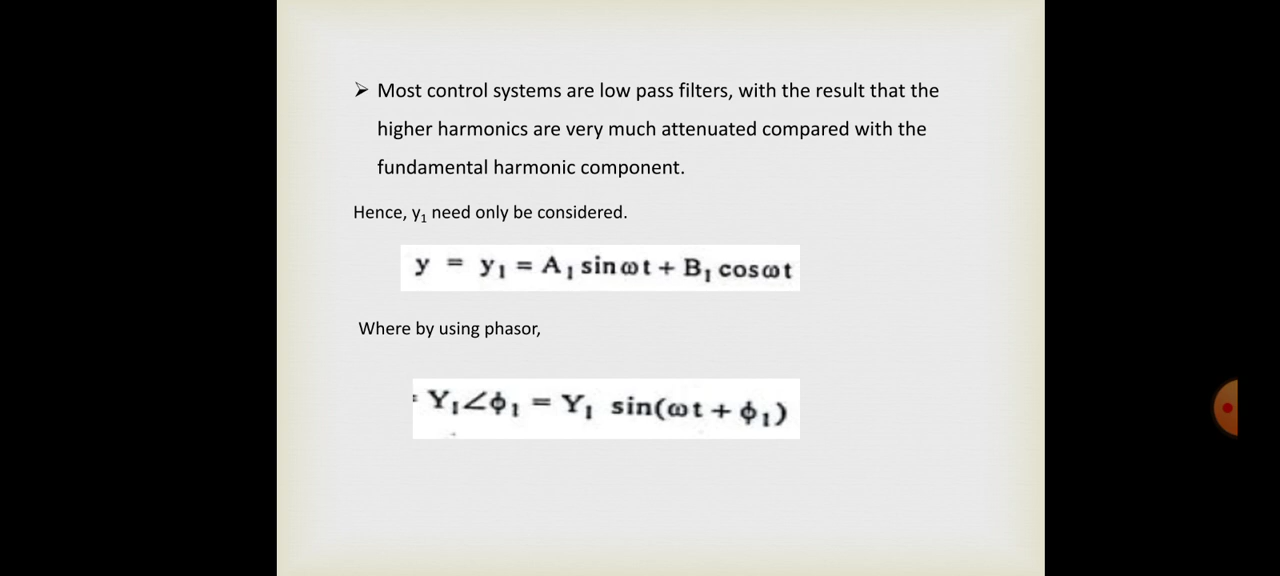 ➢ Most control systems are low pass filters, with the result that the
higher harmonics are very much attenuated compared with the
fundamental harmonic component.
Hence, y₁ need only be considered.
y = y₁ = A₁ sinωt + B₁ cosωt
Where by using phasor,
: Y₁∠ϕ₁ = Y₁ sin(ωt + ϕ₁)